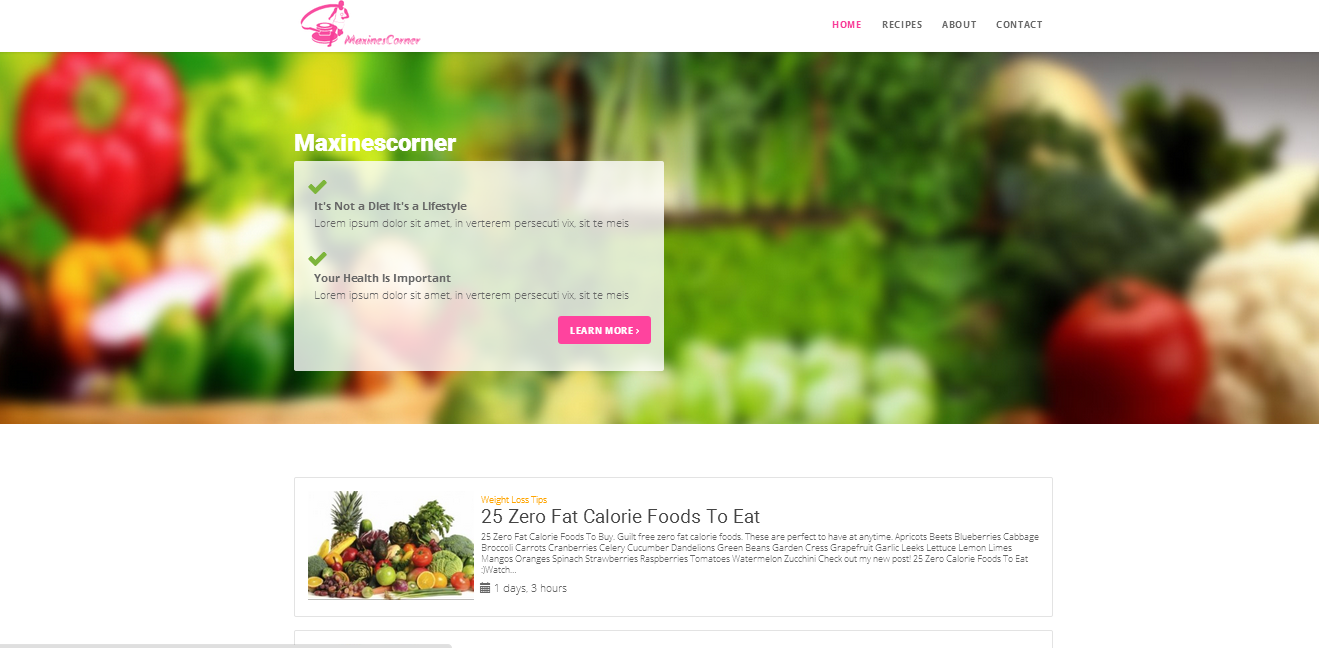 MaxinesCorner
HOME RECIPES ABOUT CONTACT
Maxinescorner
It's Not a Diet It's a Lifestyle
Lorem ipsum dolor sit amet, in verterem persecuti vix, sit te meis
Your Health Is Important
Lorem ipsum dolor sit amet, in verterem persecuti vix, sit te meis
LEARN MORE ›
Weight Loss Tips
25 Zero Fat Calorie Foods To Eat
25 Zero Fat Calorie Foods To Buy. Guilt free zero fat calorie foods. These are perfect to have at anytime. Apricots Beets Blueberries Cabbage
Broccoli Carrots Cranberries Celery Cucumber Dandelions Green Beans Garden Cress Grapefruit Garlic Leeks Lettuce Lemon Limes
Mangos Oranges Spinach Strawberries Raspberries Tomatoes Watermelon Zucchini Check out my new post! 25 Zero Calorie Foods To Eat
:)Watch...
1 days, 3 hours